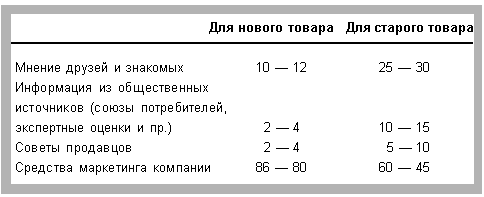 Для нового товара Для старого товара
Мнение друзей и знакомых 10 — 12 25 — 30
Информация из общественных
источников (союзы потребителей,
экспертные оценки и пр.) 2 — 4 10 — 15
Советы продавцов 2 — 4 5 — 10
Средства маркетинга компании 86 — 80 60 — 45